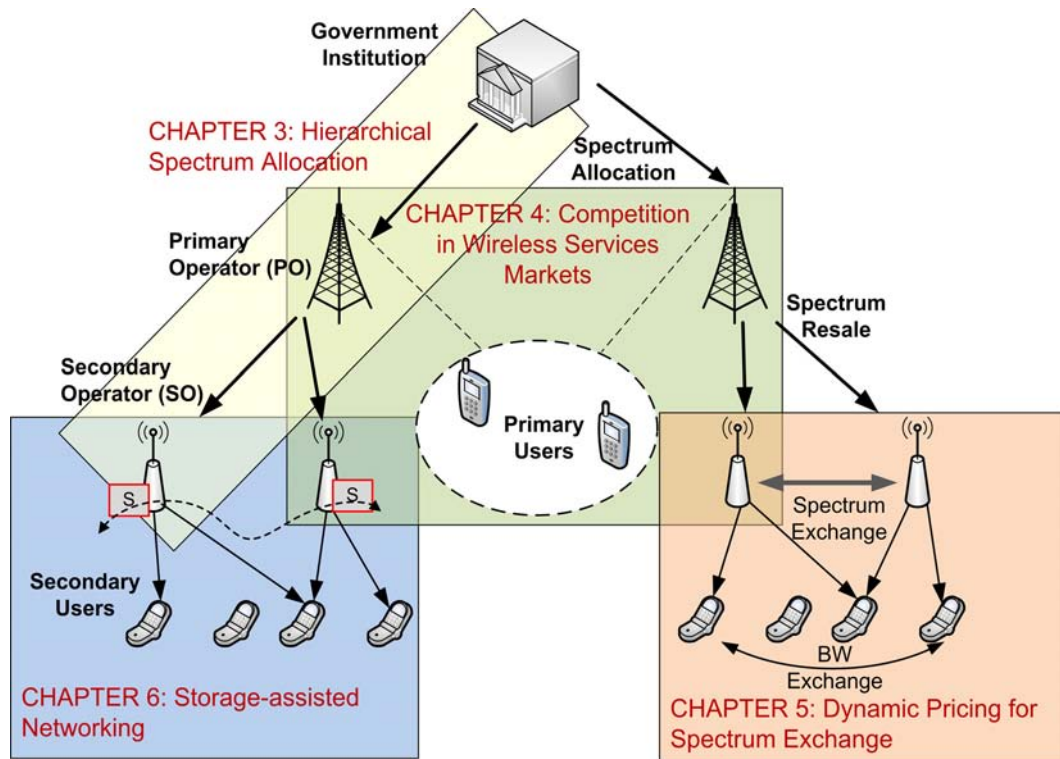 Government
Institution
CHAPTER 3: Hierarchical
Spectrum Allocation
Spectrum
Allocation
CHAPTER 4: Competition
in Wireless Services
Markets
Primary
Operator (PO)
Spectrum
Resale
Secondary
Operator (SO)
Primary
Users
S
S
Spectrum
Exchange
Secondary
Users
BW
Exchange
CHAPTER 6: Storage-assisted
Networking
CHAPTER 5: Dynamic Pricing for
Spectrum Exchange